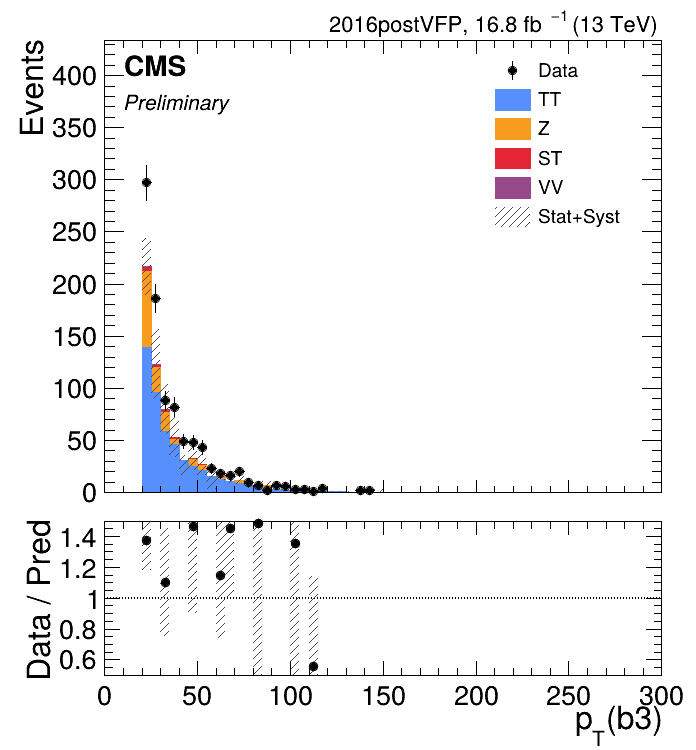 2016postVFP, 16.8 fb⁻¹ (13 TeV)
CMS
Preliminary
Events
400
350
300
250
200
150
100
50
0
Data
TT
Z
ST
VV
Stat+Syst
Data / Pred
1.4
1.2
1
0.8
0.6
0 50 100 150 200 250 300
p_T(b3)